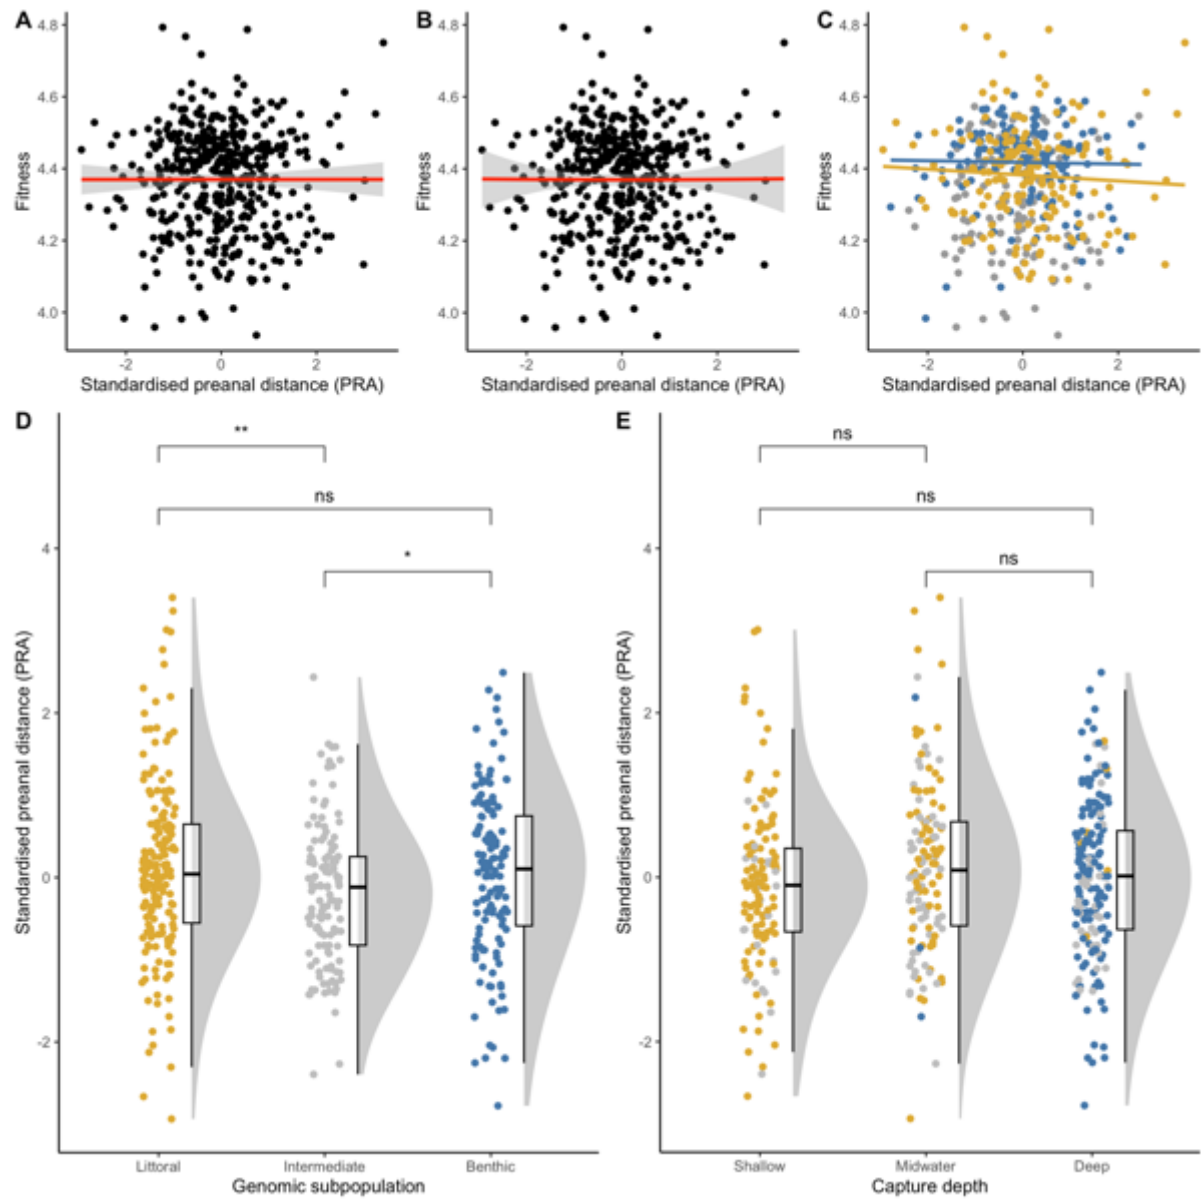 A
B
C
4.8
4.6
4.4
4.2
4.0
Fitness
-2 0 2
Standardised preanal distance (PRA)
4.8
4.6
4.4
4.2
4.0
Fitness
-2 0 2
Standardised preanal distance (PRA)
4.8
4.6
4.4
4.2
4.0
Fitness
-2 0 2
Standardised preanal distance (PRA)
D
**
ns
*
4
2
0
-2
Standardised preanal distance (PRA)
Littoral Intermediate Benthic
Genomic subpopulation
E
ns
ns
ns
4
2
0
-2
Standardised preanal distance (PRA)
Shallow Midwater Deep
Capture depth